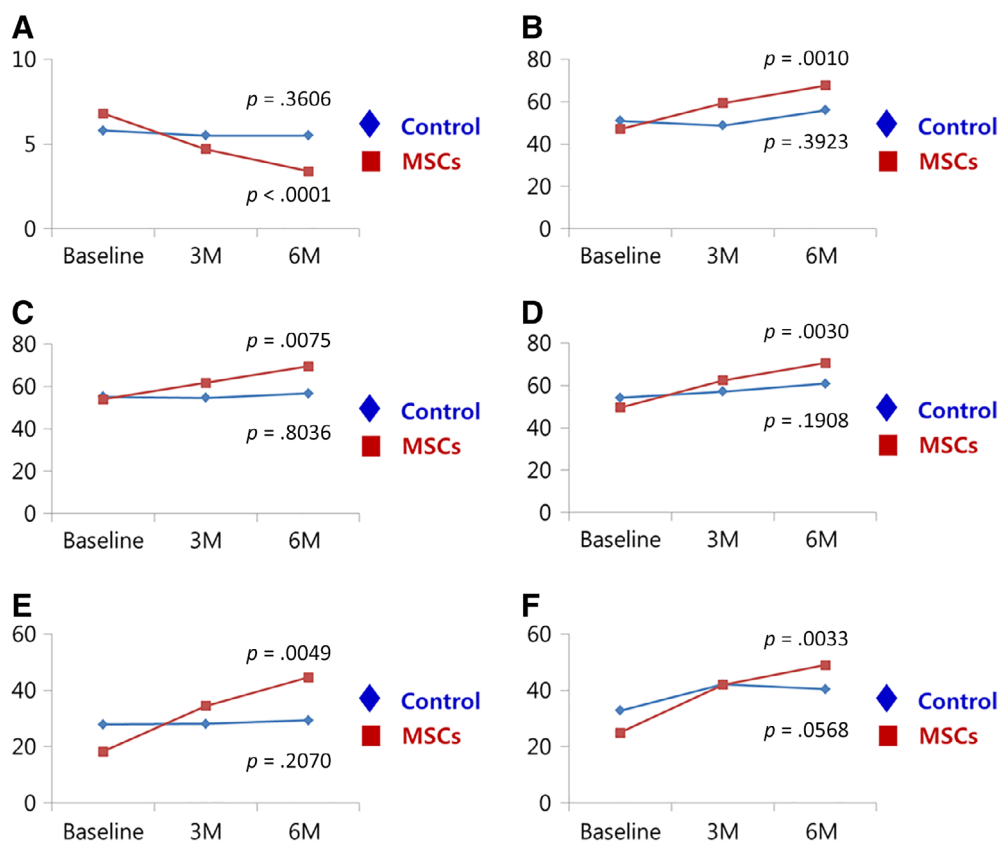 A
10
5
0
p = .3606
p < .0001
Baseline 3M 6M
Control
MSCs
B
80
60
40
20
0
p = .0010
p = .3923
Baseline 3M 6M
Control
MSCs
C
80
60
40
20
0
p = .0075
p = .8036
Baseline 3M 6M
Control
MSCs
D
80
60
40
20
0
p = .0030
p = .1908
Baseline 3M 6M
Control
MSCs
E
60
40
20
0
p = .0049
p = .2070
Baseline 3M 6M
Control
MSCs
F
60
40
20
0
p = .0033
p = .0568
Baseline 3M 6M
Control
MSCs